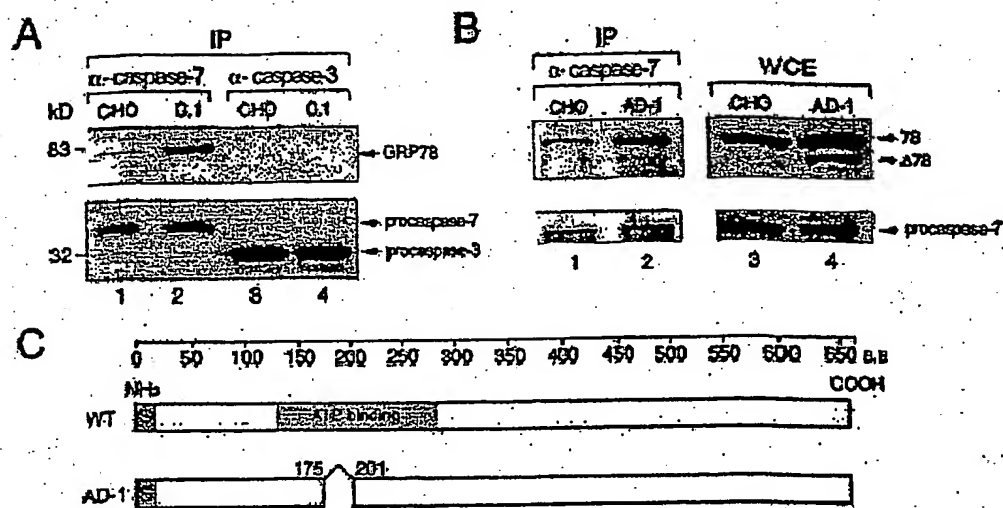 A
IP
α-caspase-7 α-caspase-3
kD CHO C.1 CHO C.1
83
GRP78
procaspase-7
32
procaspase-3
1 2 3 4
B
IP
α-caspase-7
WCE
CHO AD-1 CHO AD-1
78
Δ78
procaspase-7
1 2 3 4
C
0 50 100 150 200 250 300 350 400 450 500 550 600 650 a.a
NH₂ COOH
WT ATP binding
175 201
AD-1